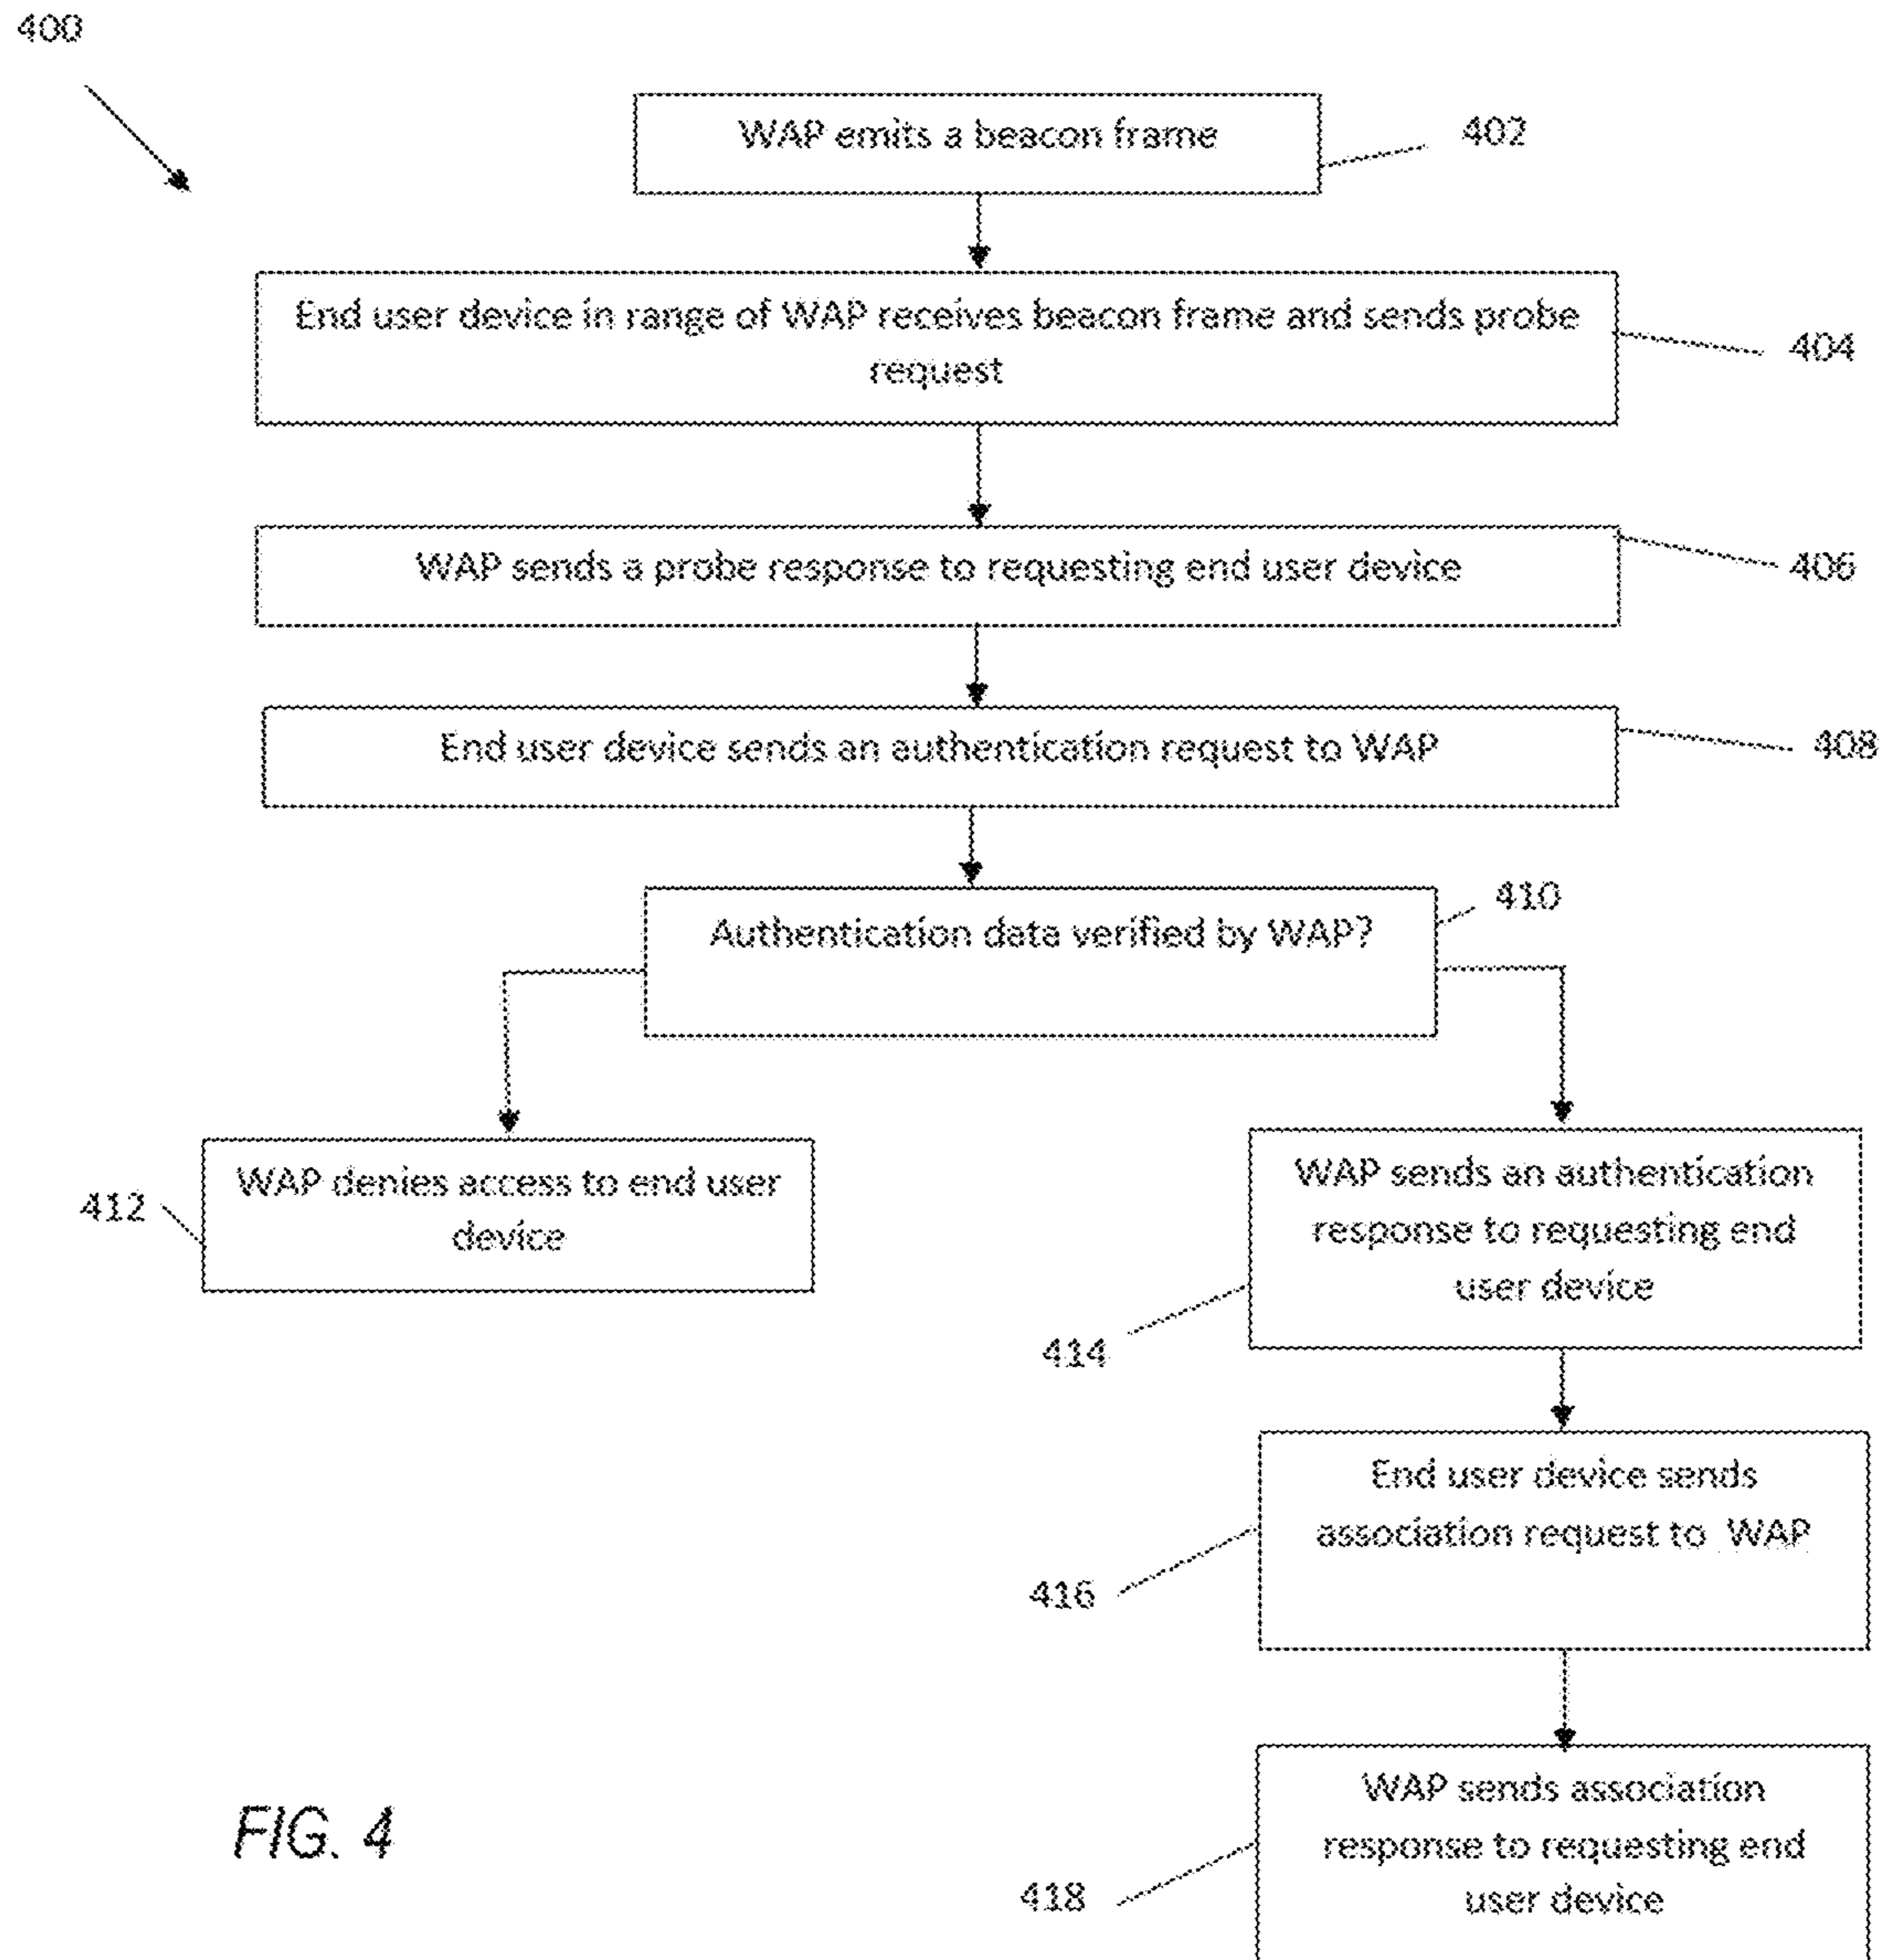 400
WAP emits a beacon frame
402
End user device in range of WAP receives beacon frame and sends probe
request
404
WAP sends a probe response to requesting end user device
406
End user device sends an authentication request to WAP
408
Authentication data verified by WAP?
410
WAP denies access to end user
device
412
WAP sends an authentication
response to requesting end
user device
414
End user device sends
association request to WAP
416
WAP sends association
response to requesting end
user device
418
FIG. 4